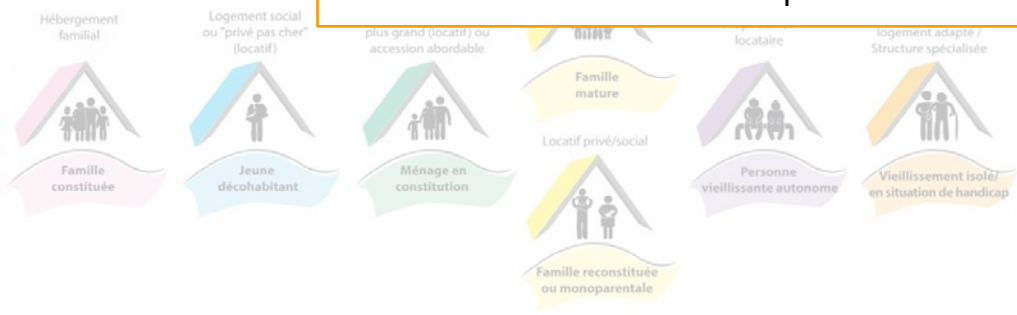 Hébergement
familial
Famille
constituée
Logement social
ou "privé pas cher"
(locatif)
Jeune
décohabitant
plus grand (locatif) ou
accession abordable
Ménage en
constitution
Famille
mature
Locatif privé/social
Famille reconstituée
ou monoparentale
locataire
Personne
vieillissante autonome
logement adapté /
Structure spécialisée
Vieillissement isolé/
en situation de handicap